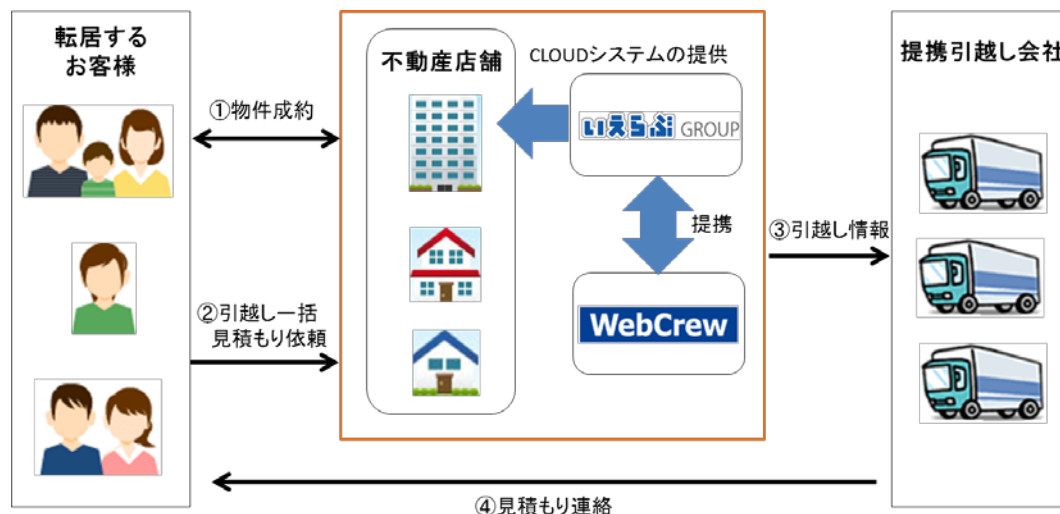 転居する
お客様
①物件成約
②引越し一括
見積もり依頼
不動産店舗
CLOUDシステムの提供
いえらぶ GROUP
提携
WebCrew
③引越し情報
提携引越し会社
④見積もり連絡